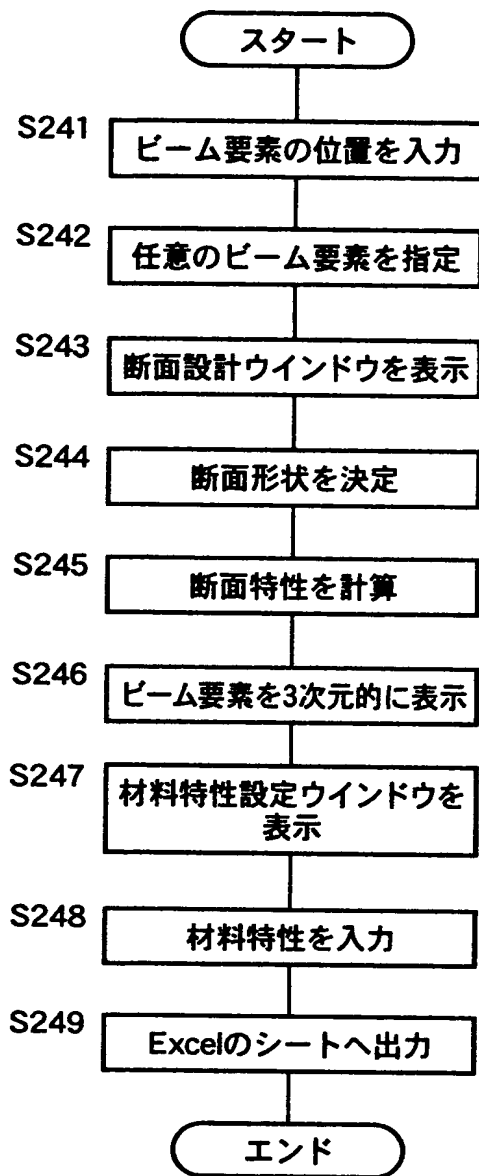 スタート
S241
ビーム要素の位置を入力
S242
任意のビーム要素を指定
S243
断面設計ウインドウを表示
S244
断面形状を決定
S245
断面特性を計算
S246
ビーム要素を3次元的に表示
S247
材料特性設定ウインドウを
表示
S248
材料特性を入力
S249
Excelのシートへ出力
エンド